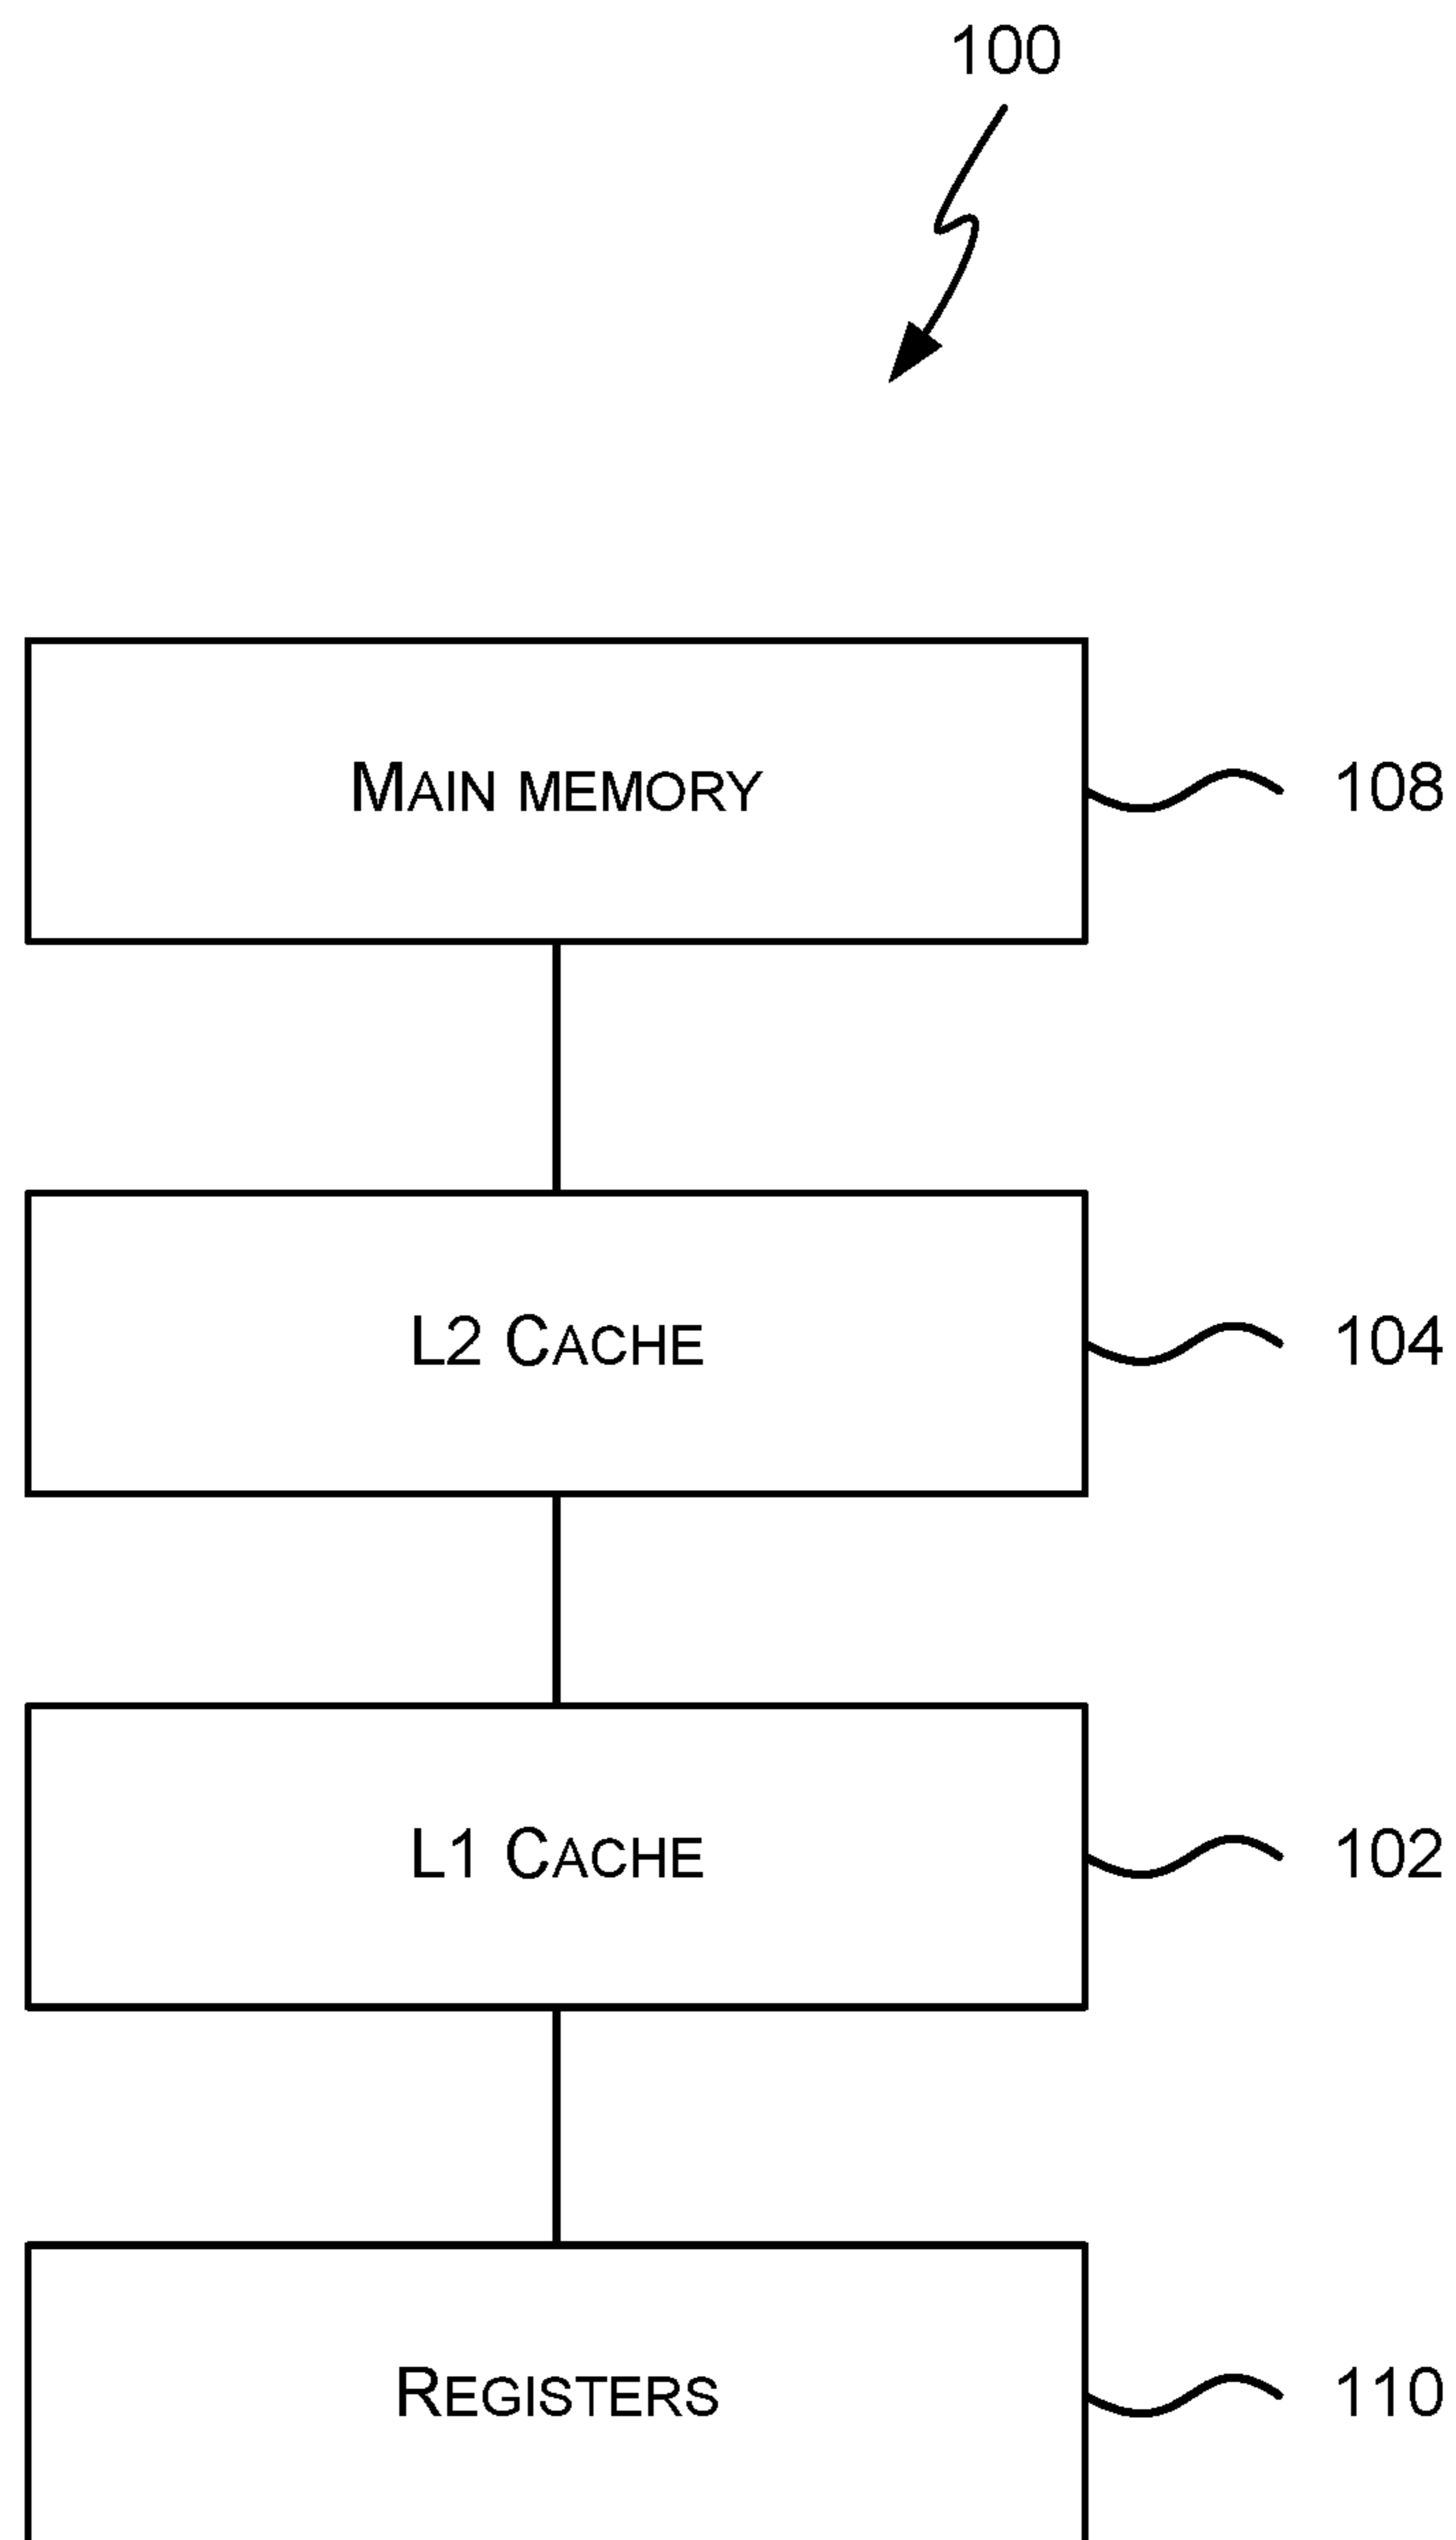 100
MAIN MEMORY
108
L2 CACHE
104
L1 CACHE
102
REGISTERS
110